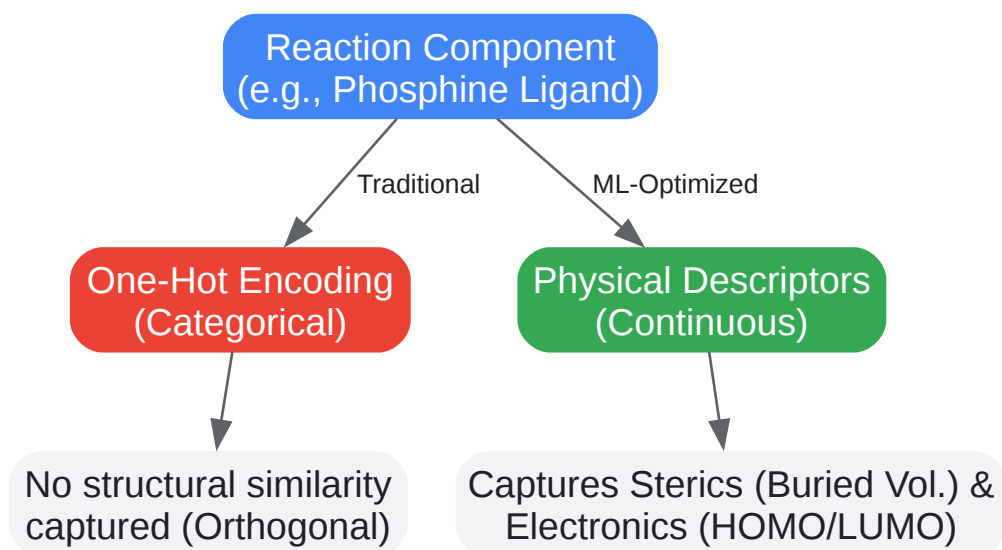 Reaction Component
(e.g., Phosphine Ligand)
Traditional
ML-Optimized
One-Hot Encoding
(Categorical)
Physical Descriptors
(Continuous)
No structural similarity
captured (Orthogonal)
Captures Sterics (Buried Vol.) &
Electronics (HOMO/LUMO)